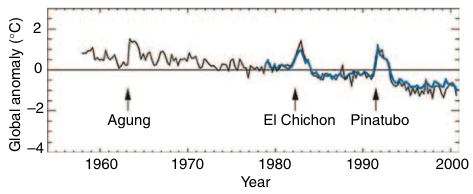 Global anomaly (°C)
2
0
−2
−4
Agung
El Chichon
Pinatubo
1960
1970
1980
1990
2000
Year